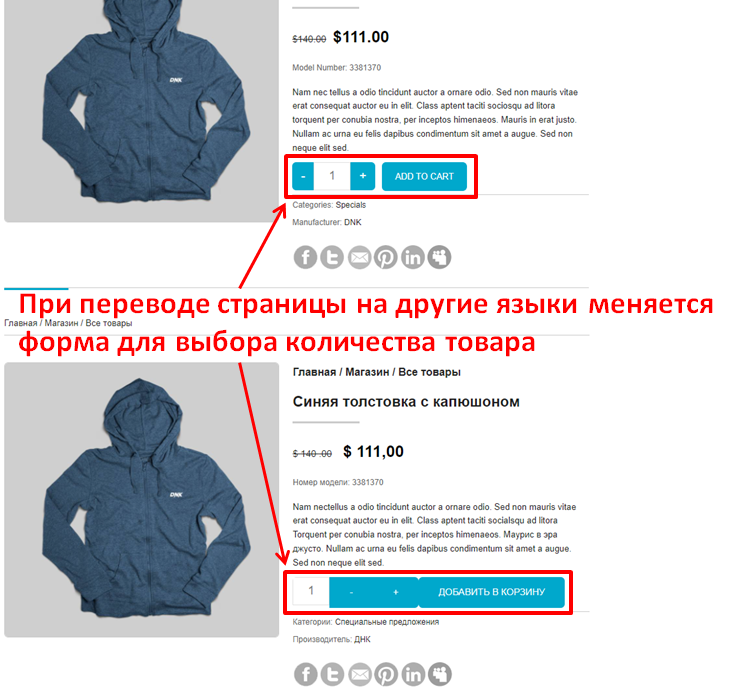 $140.00 $111.00
Model Number: 3381370
Nam nec tellus a odio tincidunt auctor a ornare odio. Sed non mauris vitae
erat consequat auctor eu in elit. Class aptent taciti sociosqu ad litora
torquent per conubia nostra, per inceptos himenaeos. Mauris in erat justo.
Nullam ac urna eu felis dapibus condimentum sit amet a augue. Sed non
neque elit sed.
- 1 + ADD TO CART
Categories: Specials
Manufacturer: DNK
DNK
При переводе страницы на другие языки меняется
форма для выбора количества товара
Главная / Магазин / Все товары
Главная / Магазин / Все товары
Синяя толстовка с капюшоном
$ 140 .00 $ 111,00
Номер модели: 3381370
Nam nectellus a odio tincidunt auctor a ornare odio. Sed non mauris vitae
erat consequat auctor eu in elit. Class aptent taciti socialsqu ad litora
Torquent per conubia nostra, per inceptos himenaeos. Маурис в эра
джусто. Nullam ac urna eu felis dapibus condimentum sit amet a augue.
Sed non neque elit sed.
1 - + ДОБАВИТЬ В КОРЗИНУ
Категории: Специальные предложения
Производитель: ДНК
DNK